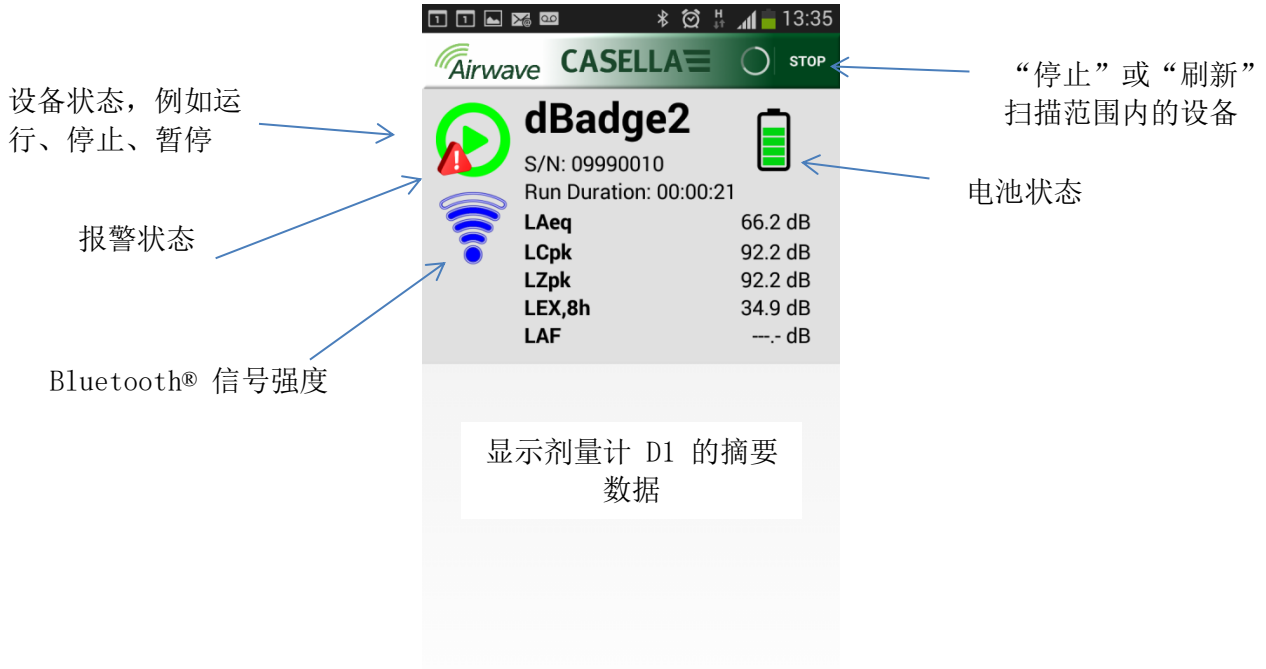 13:35
Airwave CASELLA STOP
dBadge2
S/N: 09990010
Run Duration: 00:00:21
LAeq 66.2 dB
LCpk 92.2 dB
LZpk 92.2 dB
LEX,8h 34.9 dB
LAF ---.- dB
设备状态，例如运
行、停止、暂停
报警状态
Bluetooth® 信号强度
“停止”或“刷新”
扫描范围内的设备
电池状态
显示剂量计 D1 的摘要
数据